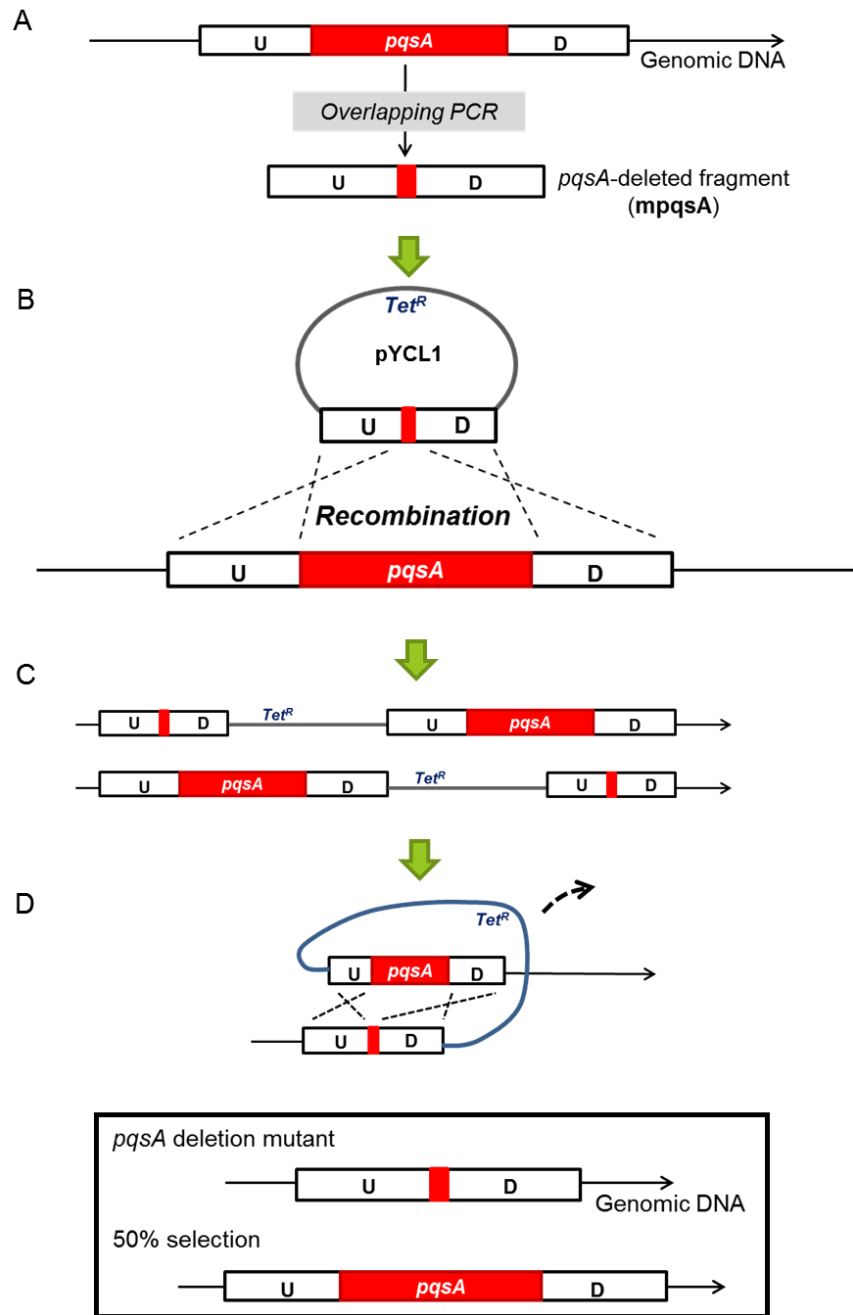 A
U pqsA D
Genomic DNA
Overlapping PCR
U D
pqsA-deleted fragment
(mpqsA)
B
TetR
pYCL1
U D
Recombination
U pqsA D
C
U D TetR U pqsA D
U pqsA D TetR U D
D
TetR
U pqsA D
U D
pqsA deletion mutant
U D
Genomic DNA
50% selection
U pqsA D